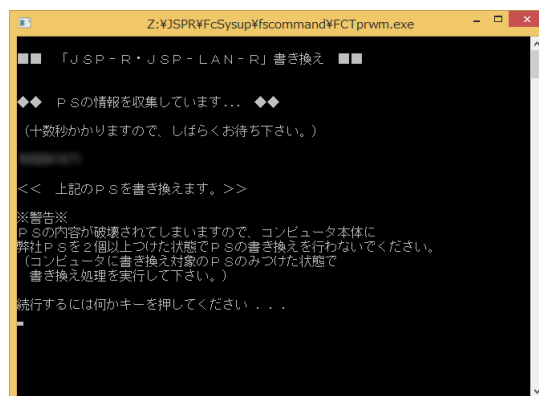 Z:¥JSPR¥FcSysup¥fscommand¥FCTprwm.exe
■■ 「ＪＳＰ－Ｒ・ＪＳＰ－ＬＡＮ－Ｒ」書き換え ■■
◆◆ ＰＳの情報を収集しています... ◆◆
（十数秒かかりますので、しばらくお待ち下さい。）
<< 上記のＰＳを書き換えます。>>
※警告※
ＰＳの内容が破壊されてしまいますので、コンピュータ本体に
弊社ＰＳを２個以上つけた状態でＰＳの書き換えを行わないでください。
（コンピュータに書き換え対象のＰＳのみつけた状態で
書き換え処理を実行して下さい。）
続行するには何かキーを押してください . . .